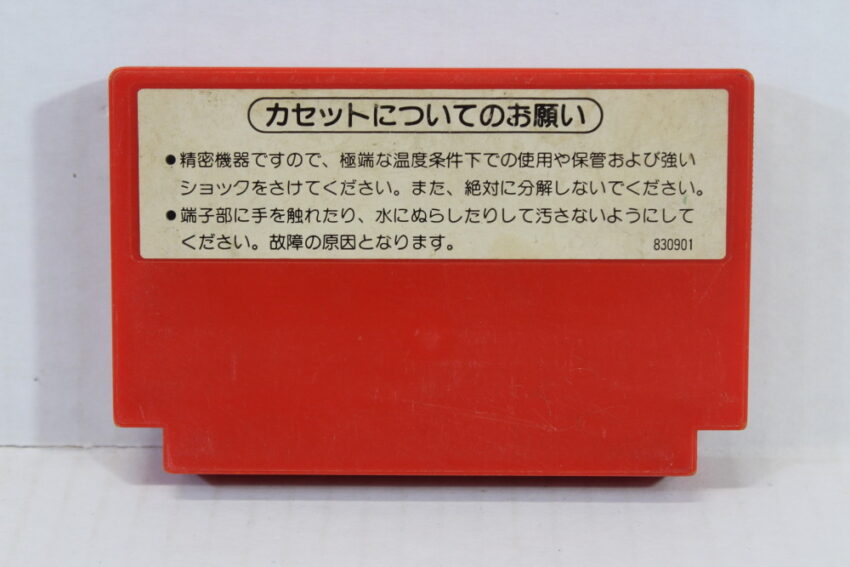 カセットについてのお願い
●精密機器ですので、極端な温度条件下での使用や保管および強い
ショックをさけてください。また、絶対に分解しないでください。
●端子部に手を触れたり、水にぬらしたりして汚さないようにして
ください。故障の原因となります。
830901